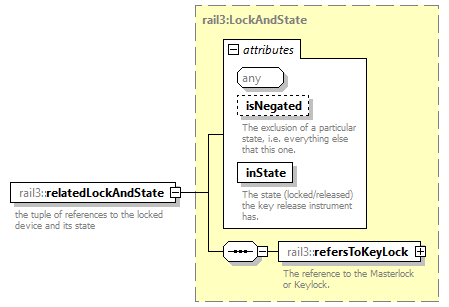 rail3:LockAndState
attributes
any
isNegated
The exclusion of a particular
state, i.e. everything else
that this one.
inState
The state (locked/released)
the key release instrument
has.
rail3::relatedLockAndState
the tuple of references to the locked
device and its state
rail3::refersToKeyLock
The reference to the Masterlock
or Keylock.